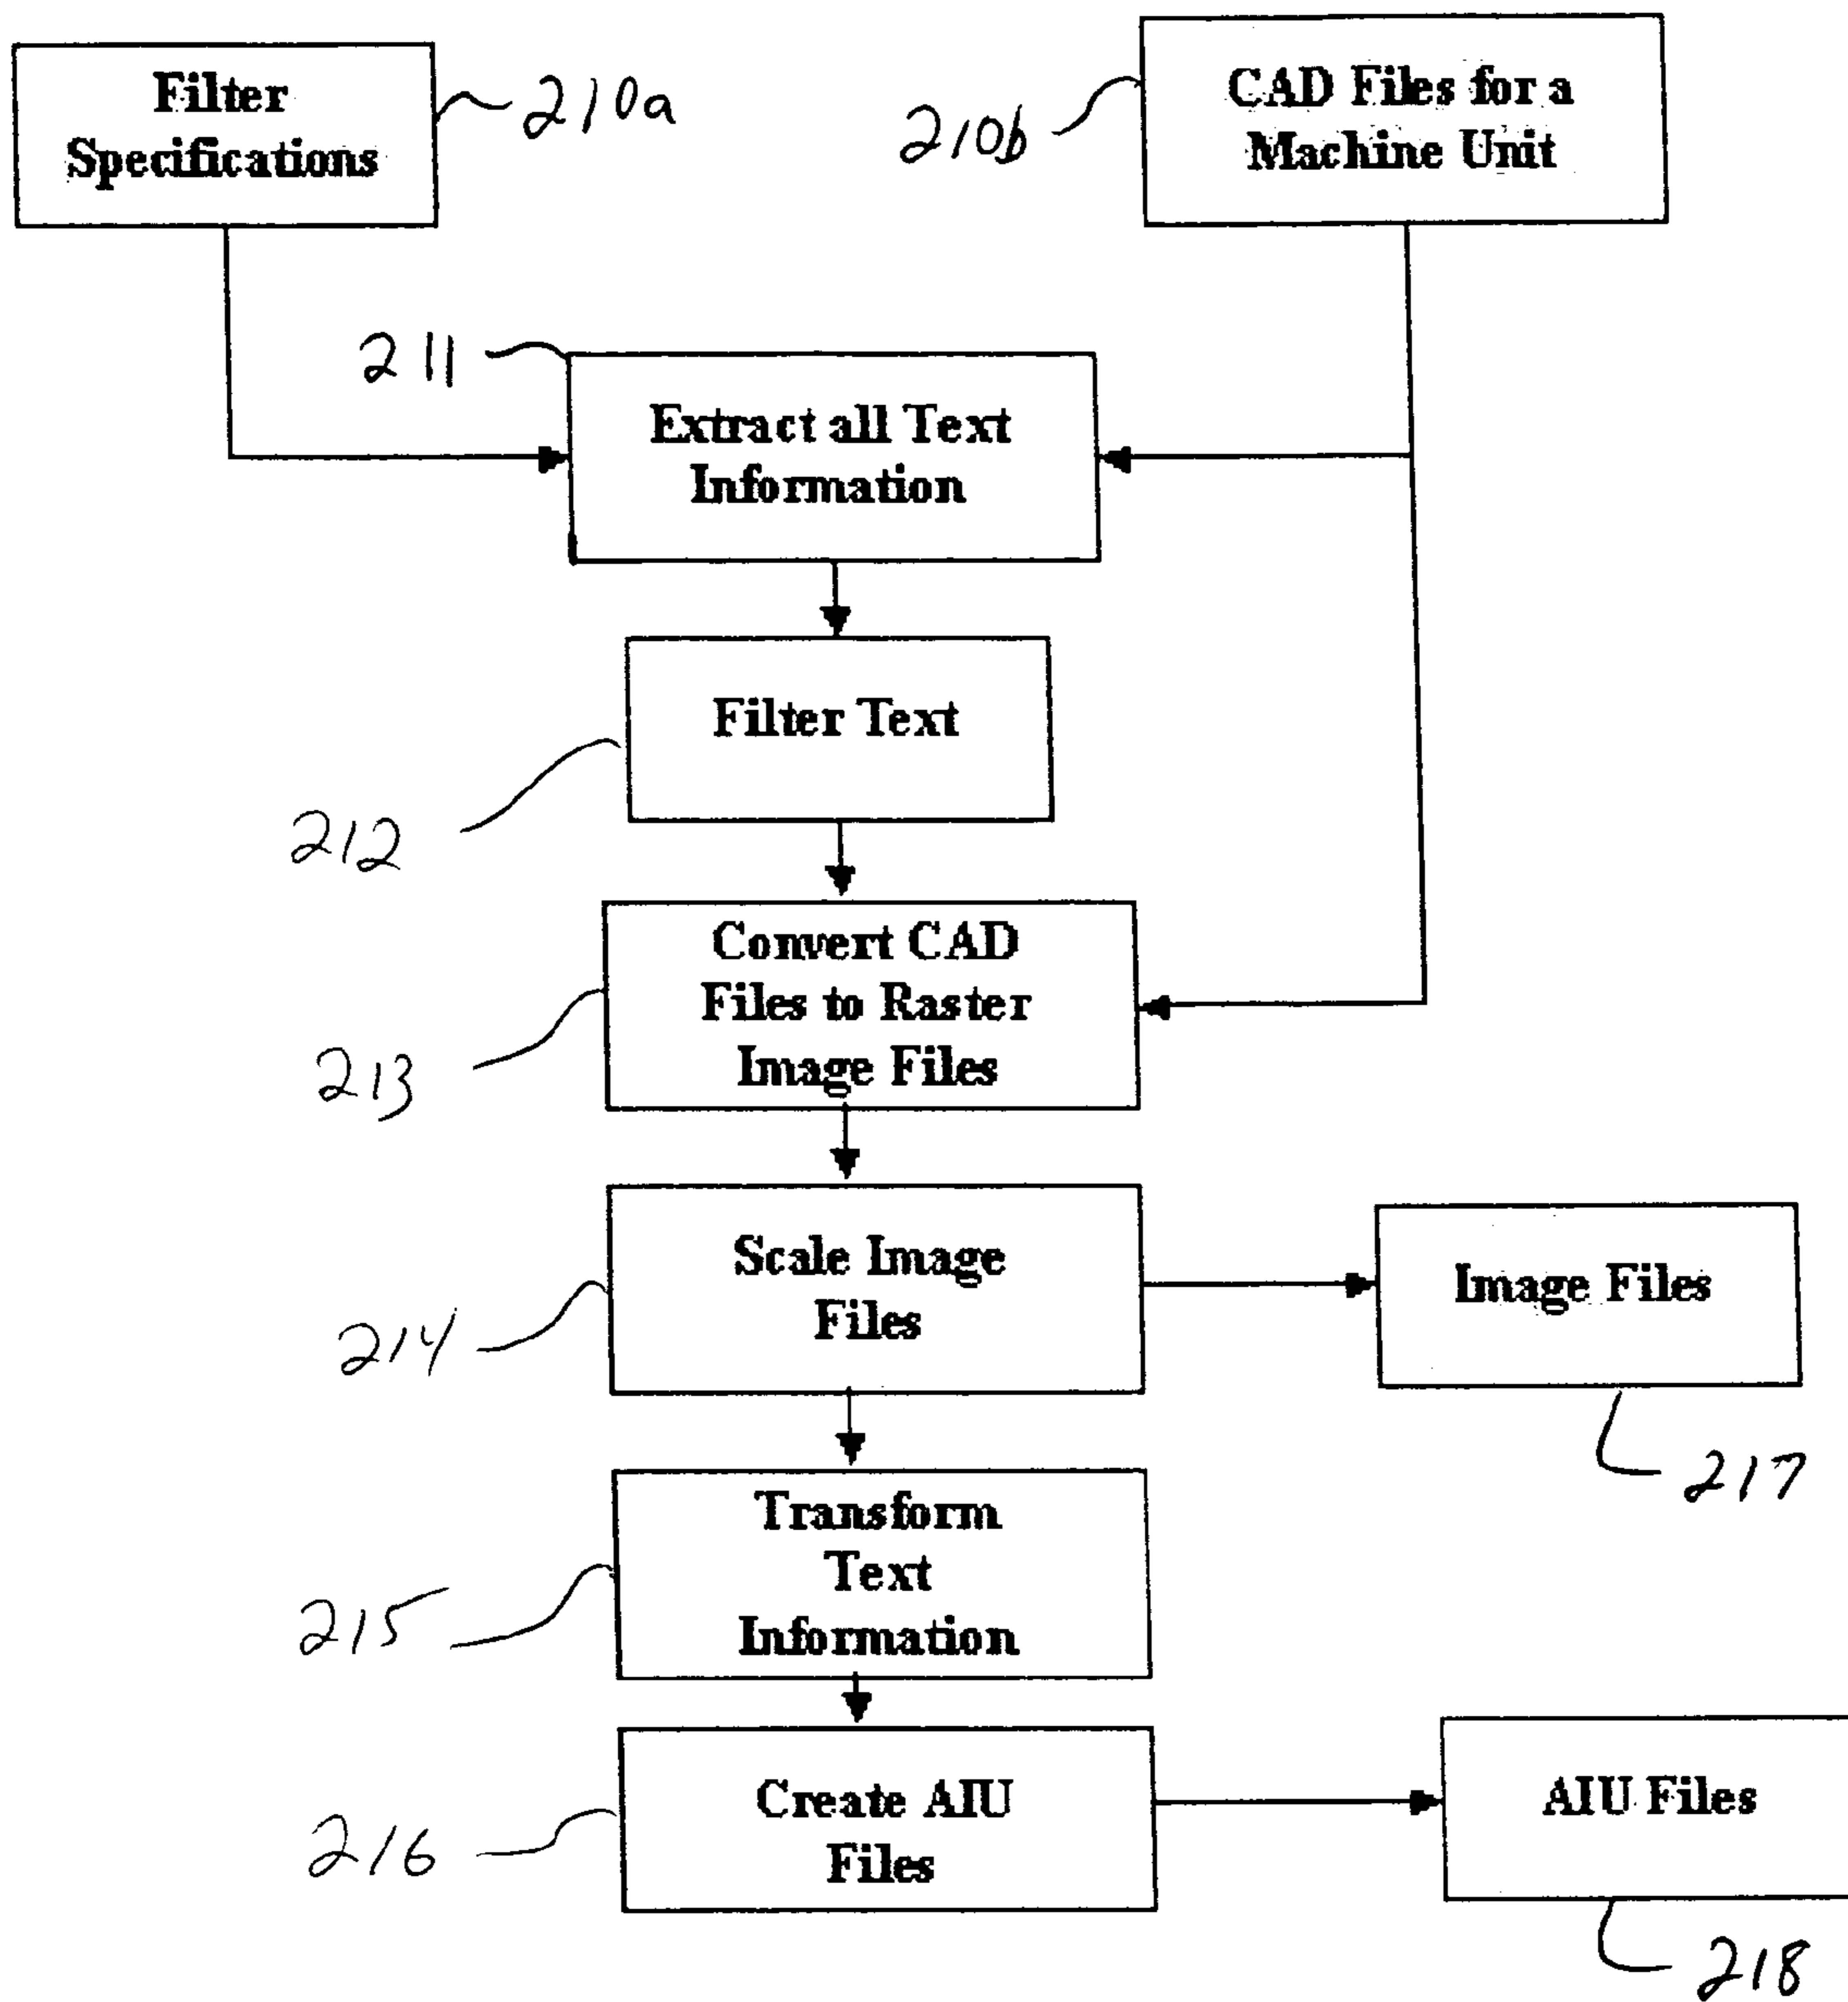 Filter
Specifications
210a
210b
CAD Files for a
Machine Unit
211
Extract all Text
Information
Filter Text
212
Convert CAD
Files to Raster
Image Files
213
Scale Image
Files
214
Image Files
217
Transform
Text
Information
215
Create AIU
Files
216
AIU Files
218